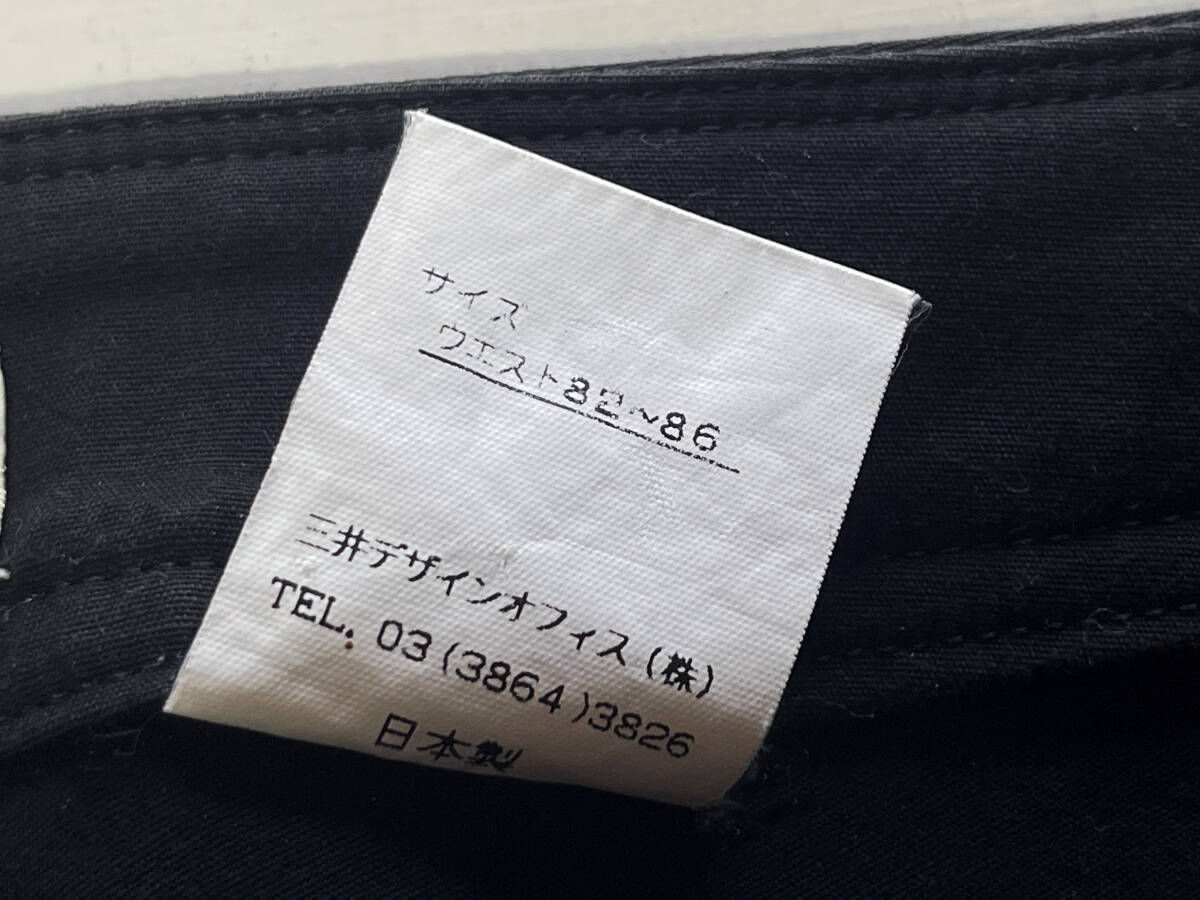 サイズ
ウエスト82~86
三井デザインオフィス(株)
TEL. 03(3864)3826
日本製